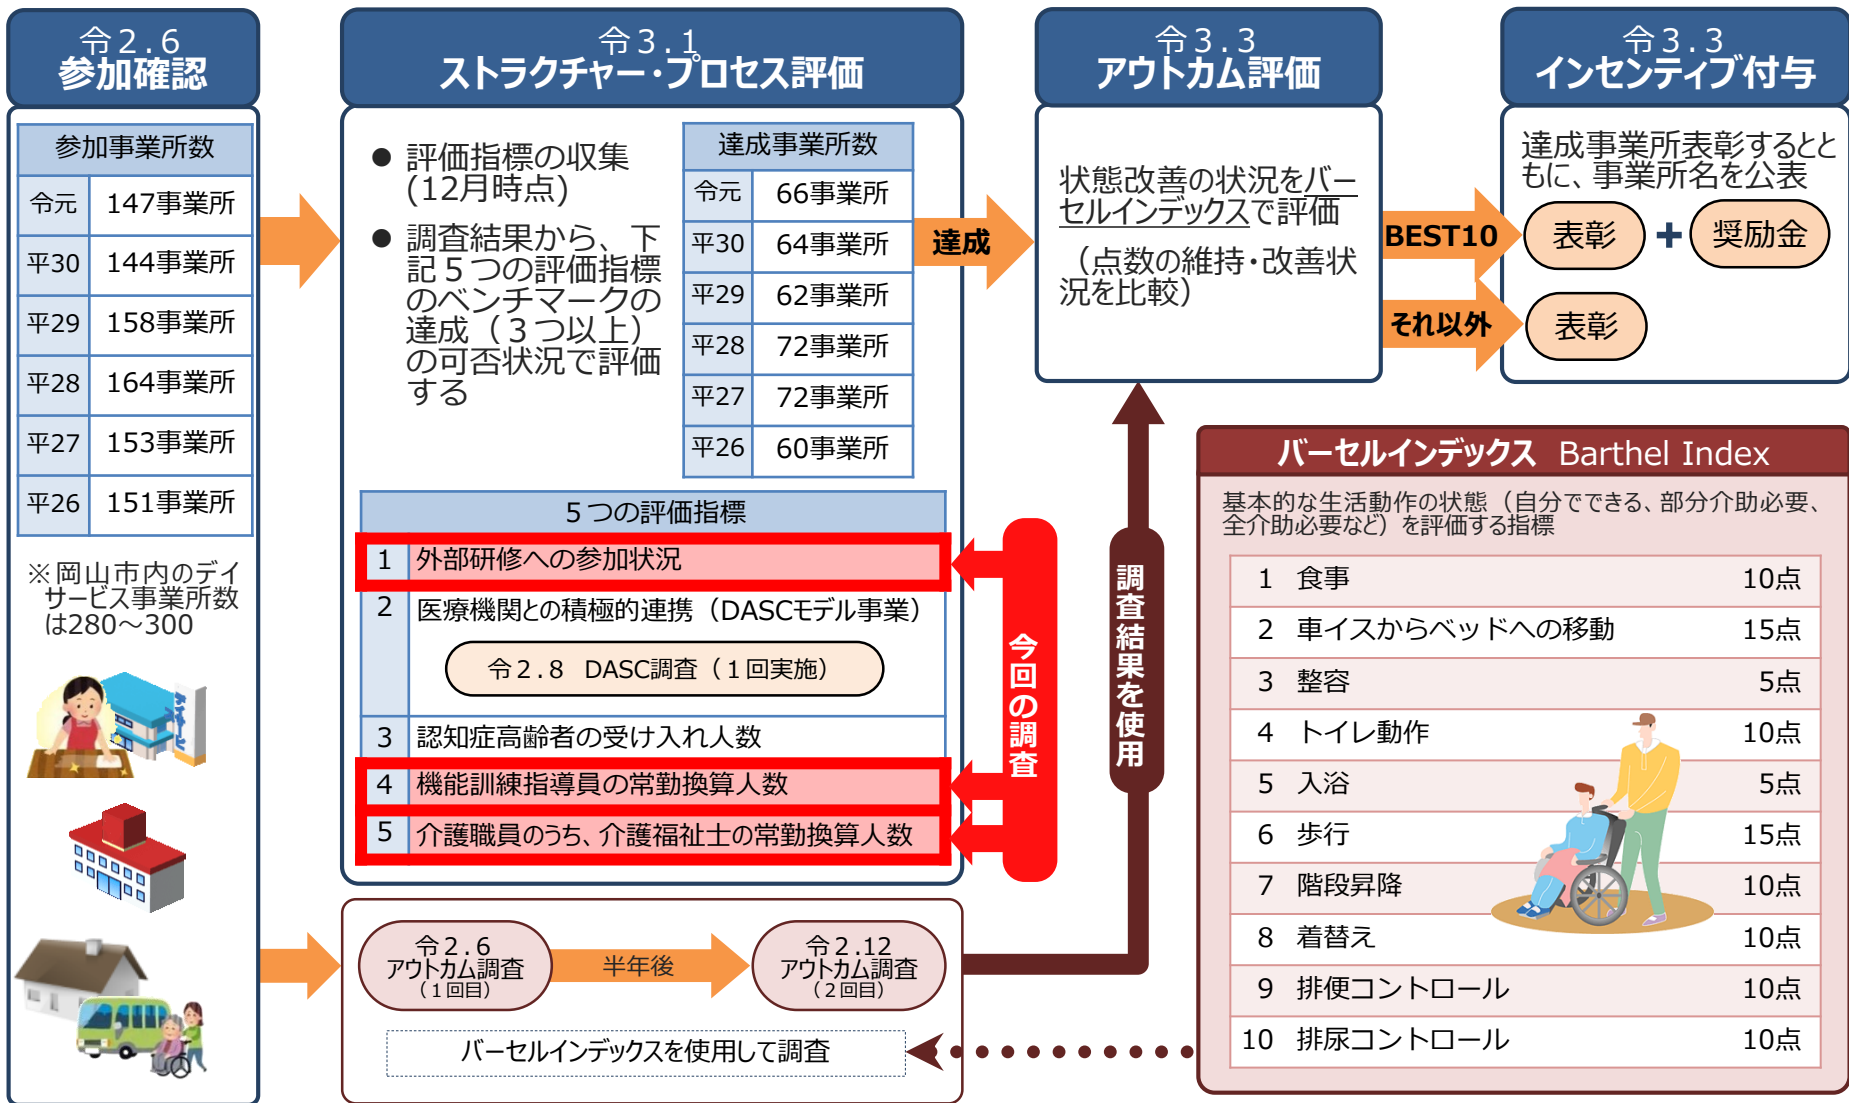 令2.6
参加確認
参加事業所数
令元 147事業所
平30 144事業所
平29 158事業所
平28 164事業所
平27 153事業所
平26 151事業所
※岡山市内のデイ
サービス事業所数
は280～300
令3.1
ストラクチャー・プロセス評価
● 評価指標の収集
(12月時点)
● 調査結果から、下
記5つの評価指標
のベンチマークの
達成（3つ以上）
の可否状況で評価
する
達成事業所数
令元 66事業所
平30 64事業所
平29 62事業所
平28 72事業所
平27 72事業所
平26 60事業所
5つの評価指標
1 外部研修への参加状況
2 医療機関との積極的連携（DASCモデル事業）
令2.8 DASC調査（1回実施）
3 認知症高齢者の受け入れ人数
4 機能訓練指導員の常勤換算人数
5 介護職員のうち、介護福祉士の常勤換算人数
今回の調査
達成
令3.3
アウトカム評価
状態改善の状況をバー
セルインデックスで評価
（点数の維持・改善状
況を比較）
BEST10
それ以外
令3.3
インセンティブ付与
達成事業所表彰するとと
もに、事業所名を公表
表彰 + 奨励金
表彰
調査結果を使用
令2.6
アウトカム調査
（1回目）
半年後
令2.12
アウトカム調査
（2回目）
バーセルインデックスを使用して調査
バーセルインデックス Barthel Index
基本的な生活動作の状態（自分でできる、部分介助必要、
全介助必要など）を評価する指標
1 食事 10点
2 車イスからベッドへの移動 15点
3 整容 5点
4 トイレ動作 10点
5 入浴 5点
6 歩行 15点
7 階段昇降 10点
8 着替え 10点
9 排便コントロール 10点
10 排尿コントロール 10点